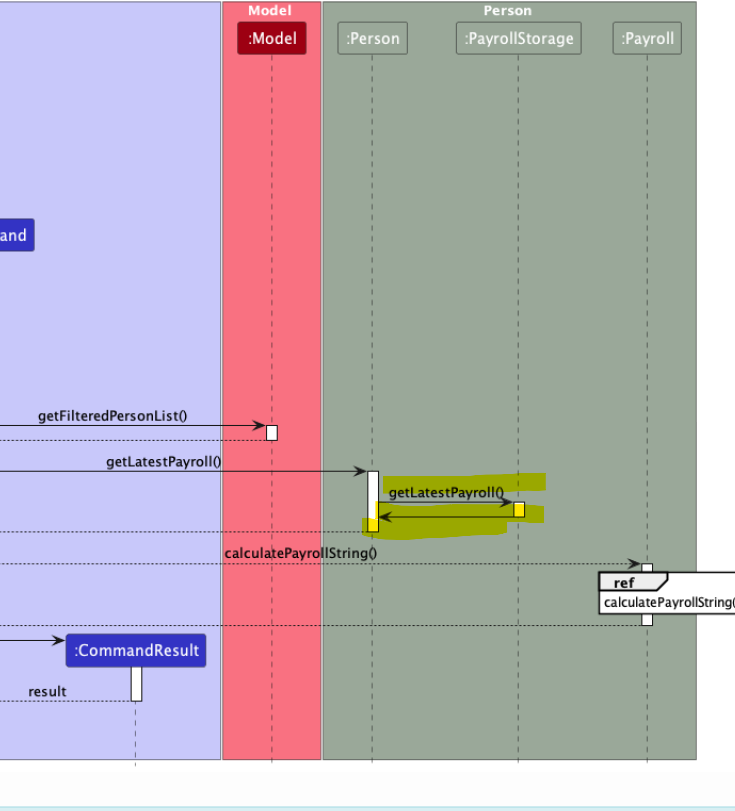 Model
Person
:Model
:Person
:PayrollStorage
:Payroll
and
getFilteredPersonList()
getLatestPayroll()
getLatestPayroll()
calculatePayrollString()
ref
calculatePayrollString(
:CommandResult
result